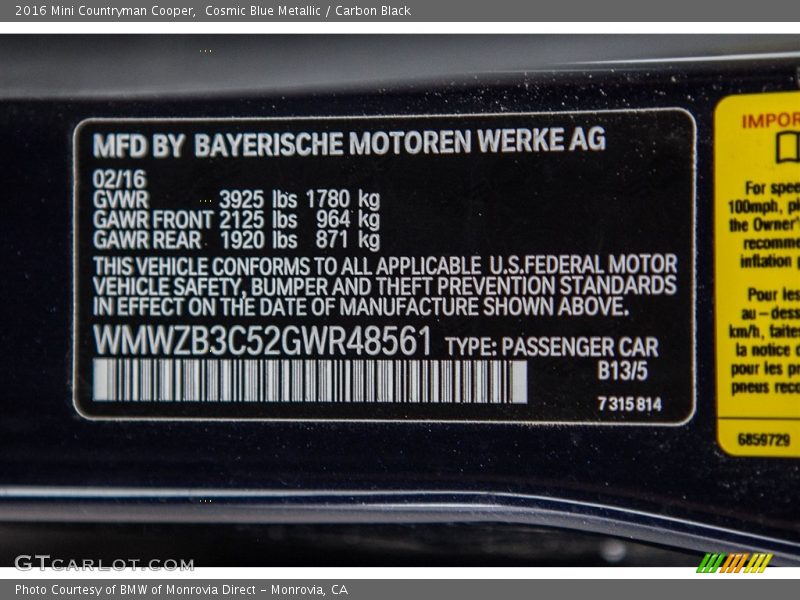 2016 Mini Countryman Cooper,  Cosmic Blue Metallic / Carbon Black
MFD BY BAYERISCHE MOTOREN WERKE AG
02/16
GVWR 3925 lbs 1780 kg
GAWR FRONT 2125 lbs 964 kg
GAWR REAR 1920 lbs 871 kg
THIS VEHICLE CONFORMS TO ALL APPLICABLE U.S.FEDERAL MOTOR
VEHICLE SAFETY, BUMPER AND THEFT PREVENTION STANDARDS
IN EFFECT ON THE DATE OF MANUFACTURE SHOWN ABOVE.
WMWZB3C52GWR48561 TYPE: PASSENGER CAR
B13/5
7 315 814
IMPOR
For spee
100mph, pl
the Owner'
recomme
inflation p
Pour les
au-dess
km/h, taites
la notice d
pour les pr
pneus reco
6859729
GTCARLOT.COM
Photo Courtesy of BMW of Monrovia Direct - Monrovia, CA